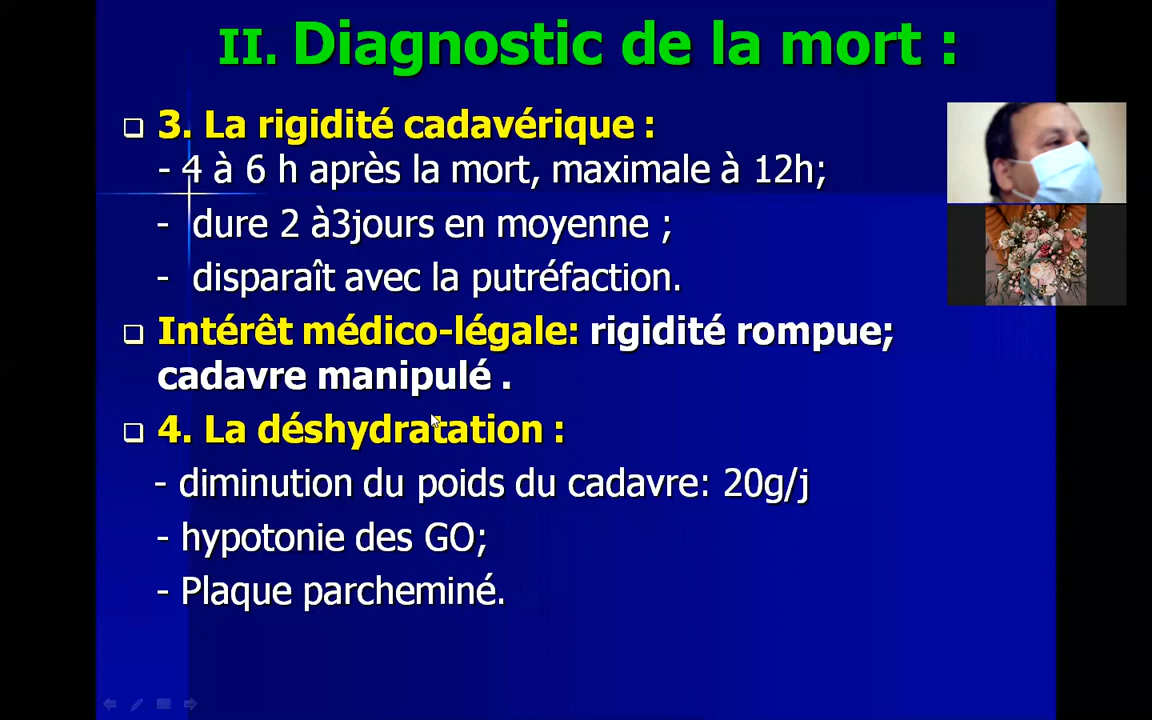 II. Diagnostic de la mort :
3. La rigidité cadavérique :
- 4 à 6 h après la mort, maximale à 12h;
- dure 2 à3jours en moyenne ;
- disparaît avec la putréfaction.
Intérêt médico-légale: rigidité rompue;
cadavre manipulé .
4. La déshydratation :
- diminution du poids du cadavre: 20g/j
- hypotonie des GO;
- Plaque parcheminé.